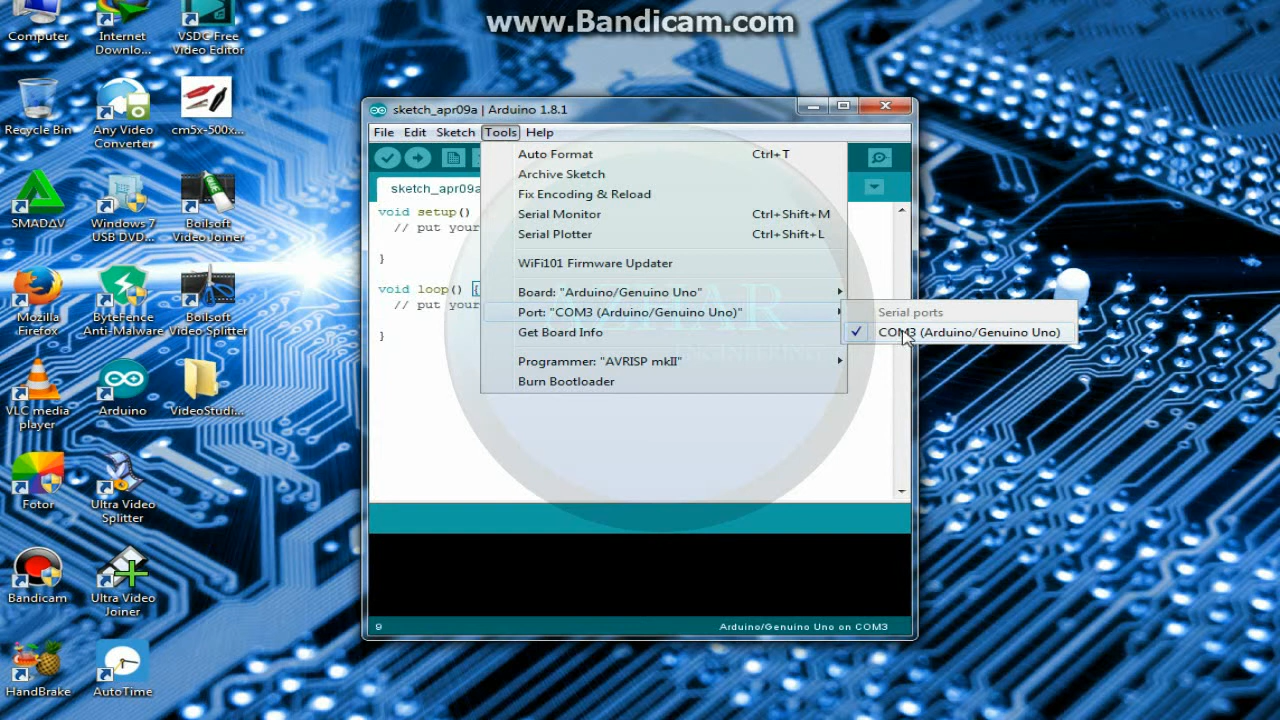 www.Bandicam.com
Computer
Internet
Downlo...
VSDC Free
Video Editor
Recycle Bin
Any Video
Converter
cm5x-500x...
SMADΔV
Windows 7
USB DVD...
Boilsoft
Video Joiner
Mozilla
Firefox
ByteFence
Anti-Malware
Boilsoft
Video Splitter
VLC media
player
Arduino
VideoStudi...
Fotor
Ultra Video
Splitter
Bandicam
Ultra Video
Joiner
HandBrake
AutoTime
sketch_apr09a | Arduino 1.8.1
File Edit Sketch Tools Help
sketch_apr09a
void setup()
// put your
}
void loop() {
// put your
}
Auto Format Ctrl+T
Archive Sketch
Fix Encoding & Reload
Serial Monitor Ctrl+Shift+M
Serial Plotter Ctrl+Shift+L
WiFi101 Firmware Updater
Board: "Arduino/Genuino Uno"
Port: "COM3 (Arduino/Genuino Uno)"
Get Board Info
Programmer: "AVRISP mkII"
Burn Bootloader
Serial ports
COM3 (Arduino/Genuino Uno)
9
Arduino/Genuino Uno on COM3